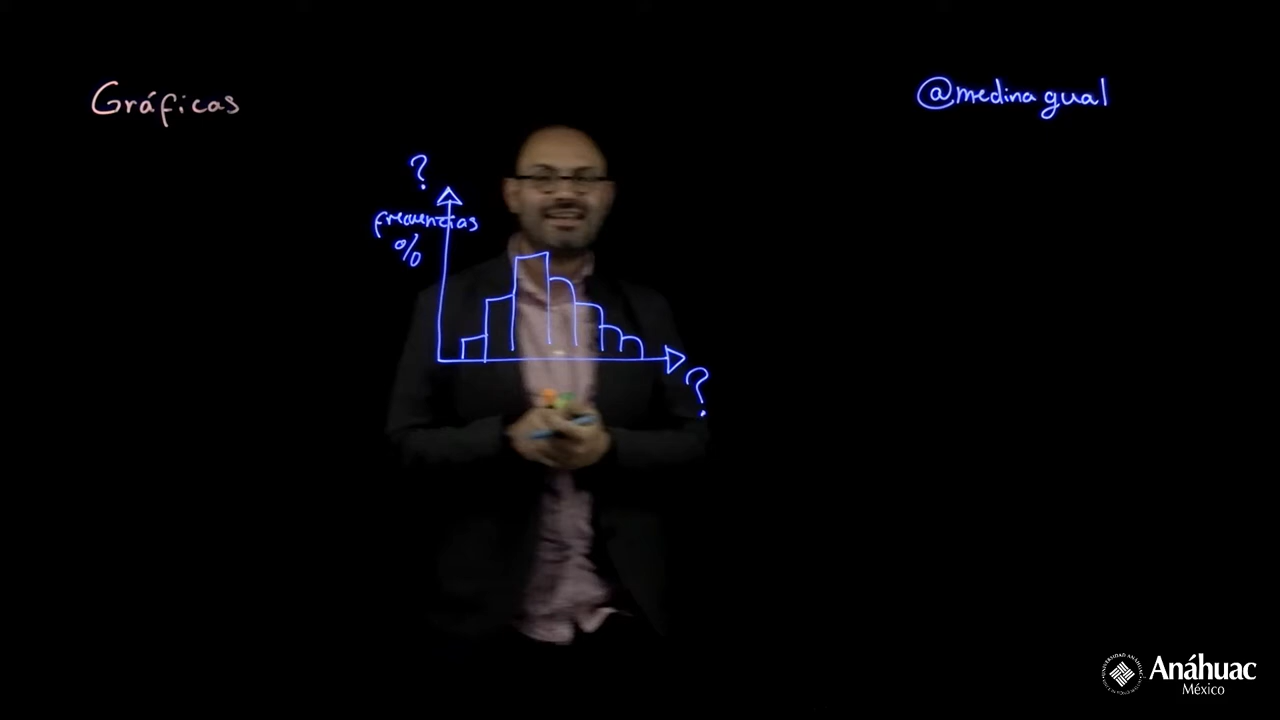 Gráficas
@medinagual
?
frecuencias
%
?
Anáhuac
México